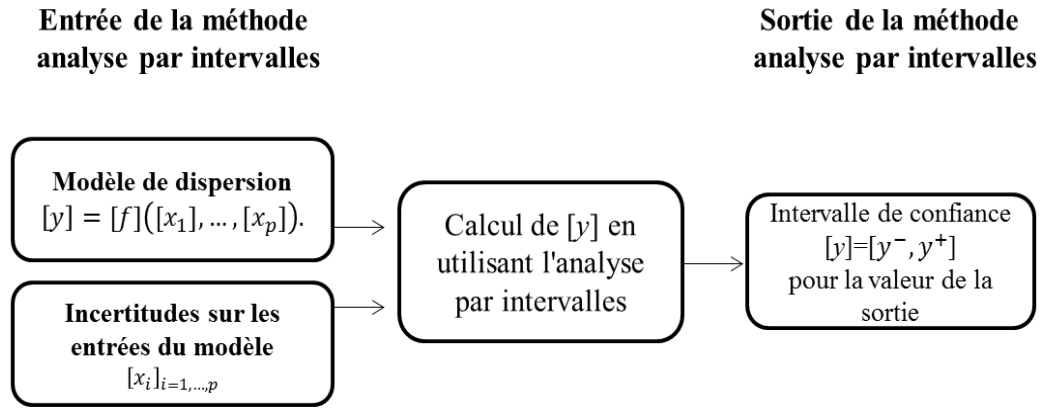 Entrée de la méthode
analyse par intervalles
Sortie de la méthode
analyse par intervalles
Modèle de dispersion
[y] = [f]([x₁], …, [xₚ]).
Incertitudes sur les
entrées du modèle
[xᵢ]ᵢ₌₁,…,ₚ
Calcul de [y] en
utilisant l'analyse
par intervalles
Intervalle de confiance
[y]=[y⁻, y⁺]
pour la valeur de la
sortie